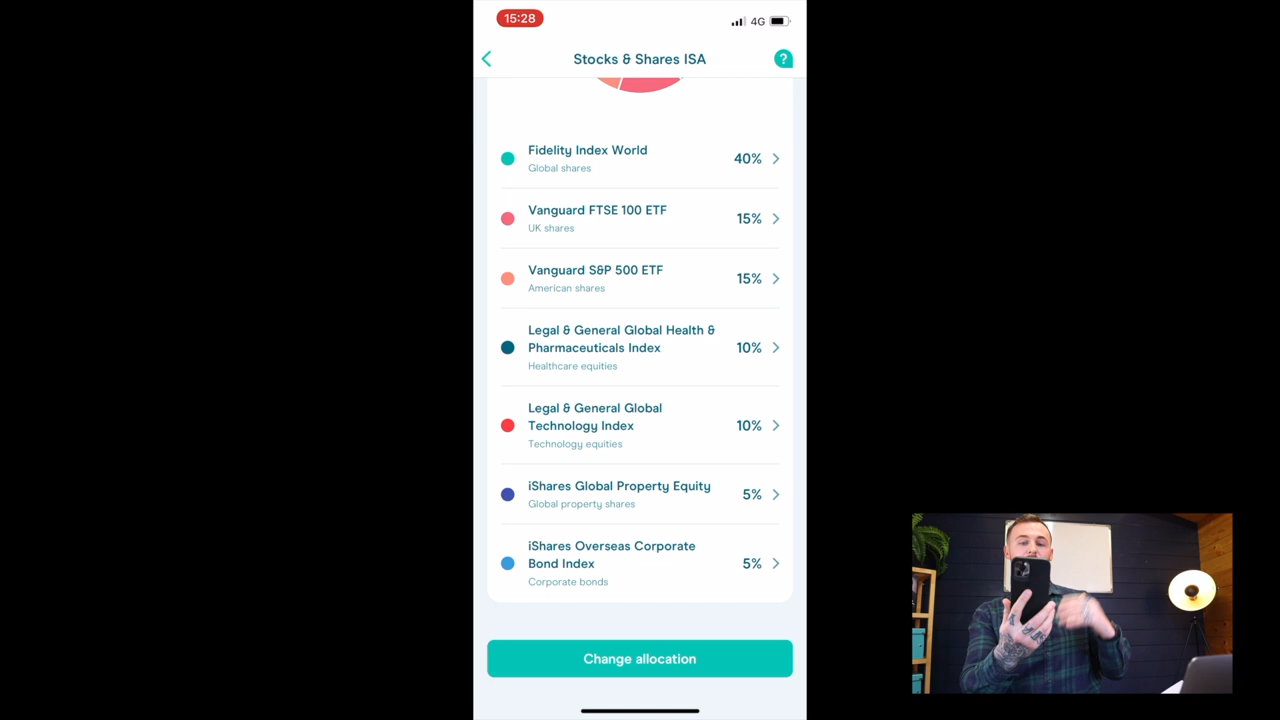 15:28
4G
Stocks & Shares ISA
?
Fidelity Index World
40%
Global shares
Vanguard FTSE 100 ETF
15%
UK shares
Vanguard S&P 500 ETF
15%
American shares
Legal & General Global Health &
Pharmaceuticals Index
10%
Healthcare equities
Legal & General Global
Technology Index
10%
Technology equities
iShares Global Property Equity
5%
Global property shares
iShares Overseas Corporate
Bond Index
5%
Corporate bonds
Change allocation